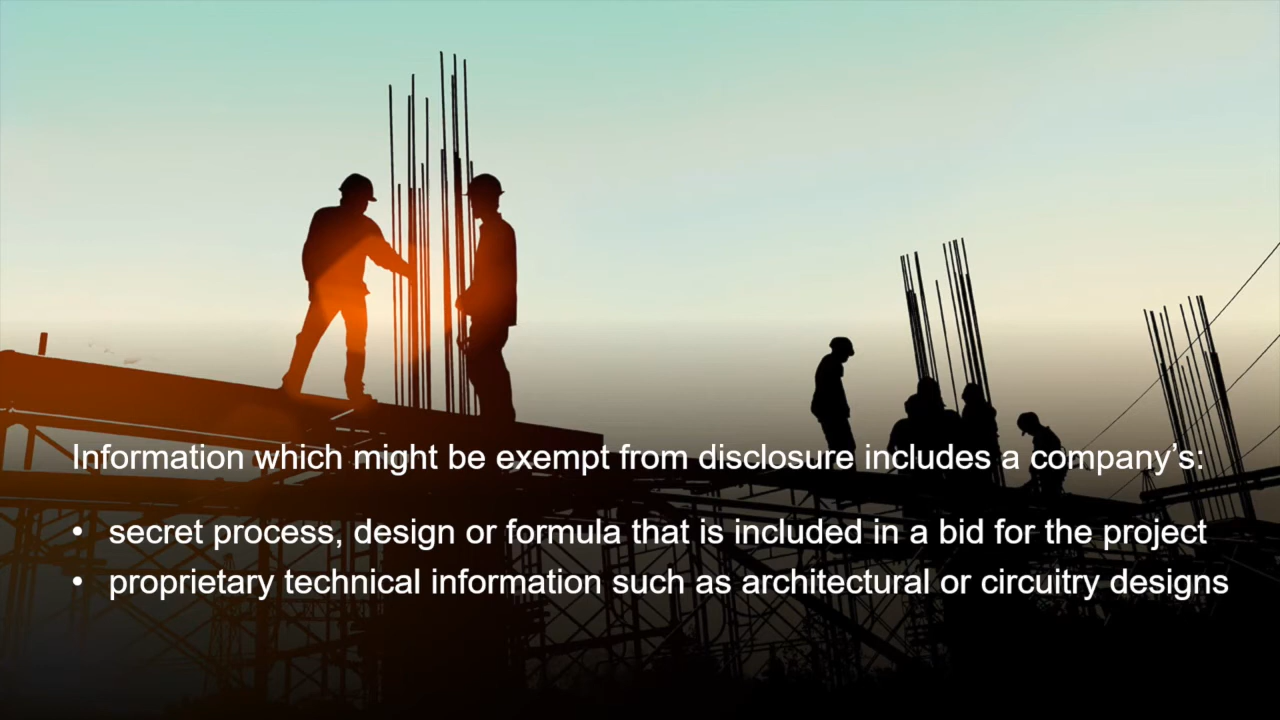 Information which might be exempt from disclosure includes a company’s:
• secret process, design or formula that is included in a bid for the project
• proprietary technical information such as architectural or circuitry designs